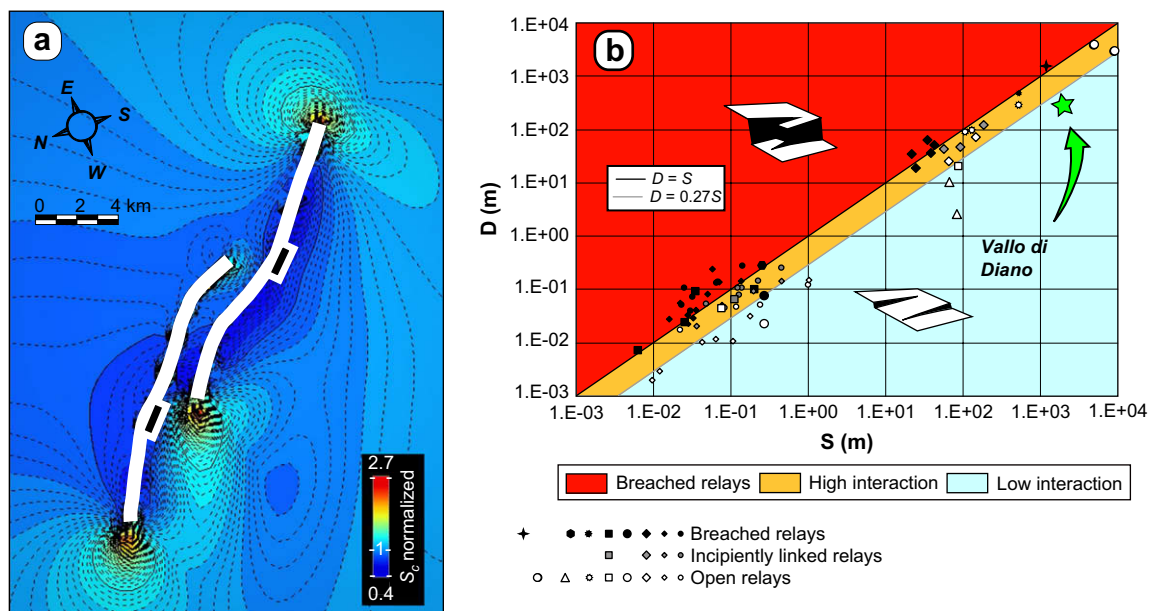 a
E
S
N
W
0 2 4 km
2.7
1
0.4
S_c normalized
b
1.E+04
1.E+03
1.E+02
1.E+01
1.E+00
1.E-01
1.E-02
1.E-03
D (m)
D = S
D = 0.27S
Vallo di
Diano
1.E-03 1.E-02 1.E-01 1.E+00 1.E+01 1.E+02 1.E+03 1.E+04
S (m)
Breached relays High interaction Low interaction
Breached relays
Incipiently linked relays
Open relays